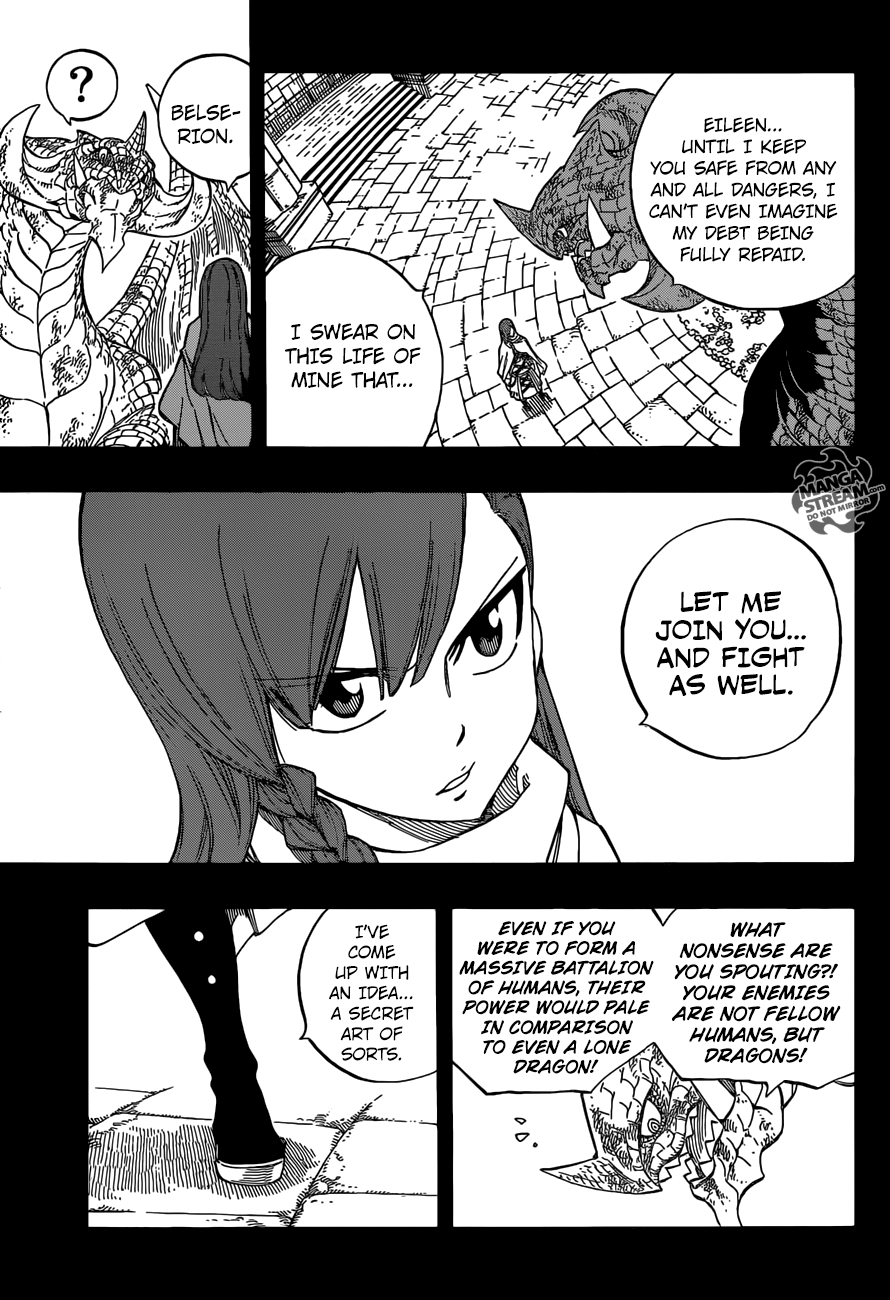 EILEEN...
UNTIL I KEEP
YOU SAFE FROM ANY
AND ALL DANGERS, I
CAN'T EVEN IMAGINE
MY DEBT BEING
FULLY REPAID.
I SWEAR ON
THIS LIFE OF
MINE THAT...
BELSE-
RION.
?
MANGA
STREAM.com
DO NOT MIRROR
LET ME
JOIN YOU...
AND FIGHT
AS WELL.
WHAT
NONSENSE ARE
YOU SPOUTING?!
YOUR ENEMIES
ARE NOT FELLOW
HUMANS, BUT
DRAGONS!
EVEN IF YOU
WERE TO FORM A
MASSIVE BATTALION
OF HUMANS, THEIR
POWER WOULD PALE
IN COMPARISON
TO EVEN A LONE
DRAGON!
I'VE
COME
UP WITH
AN IDEA...
A SECRET
ART OF
SORTS.